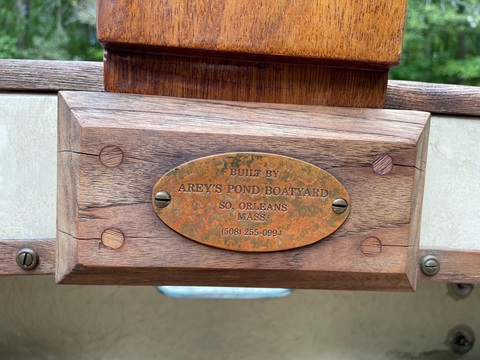 BUILT BY
AREY'S POND BOATYARD
SO. ORLEANS
MASS.
(508) 255-0994